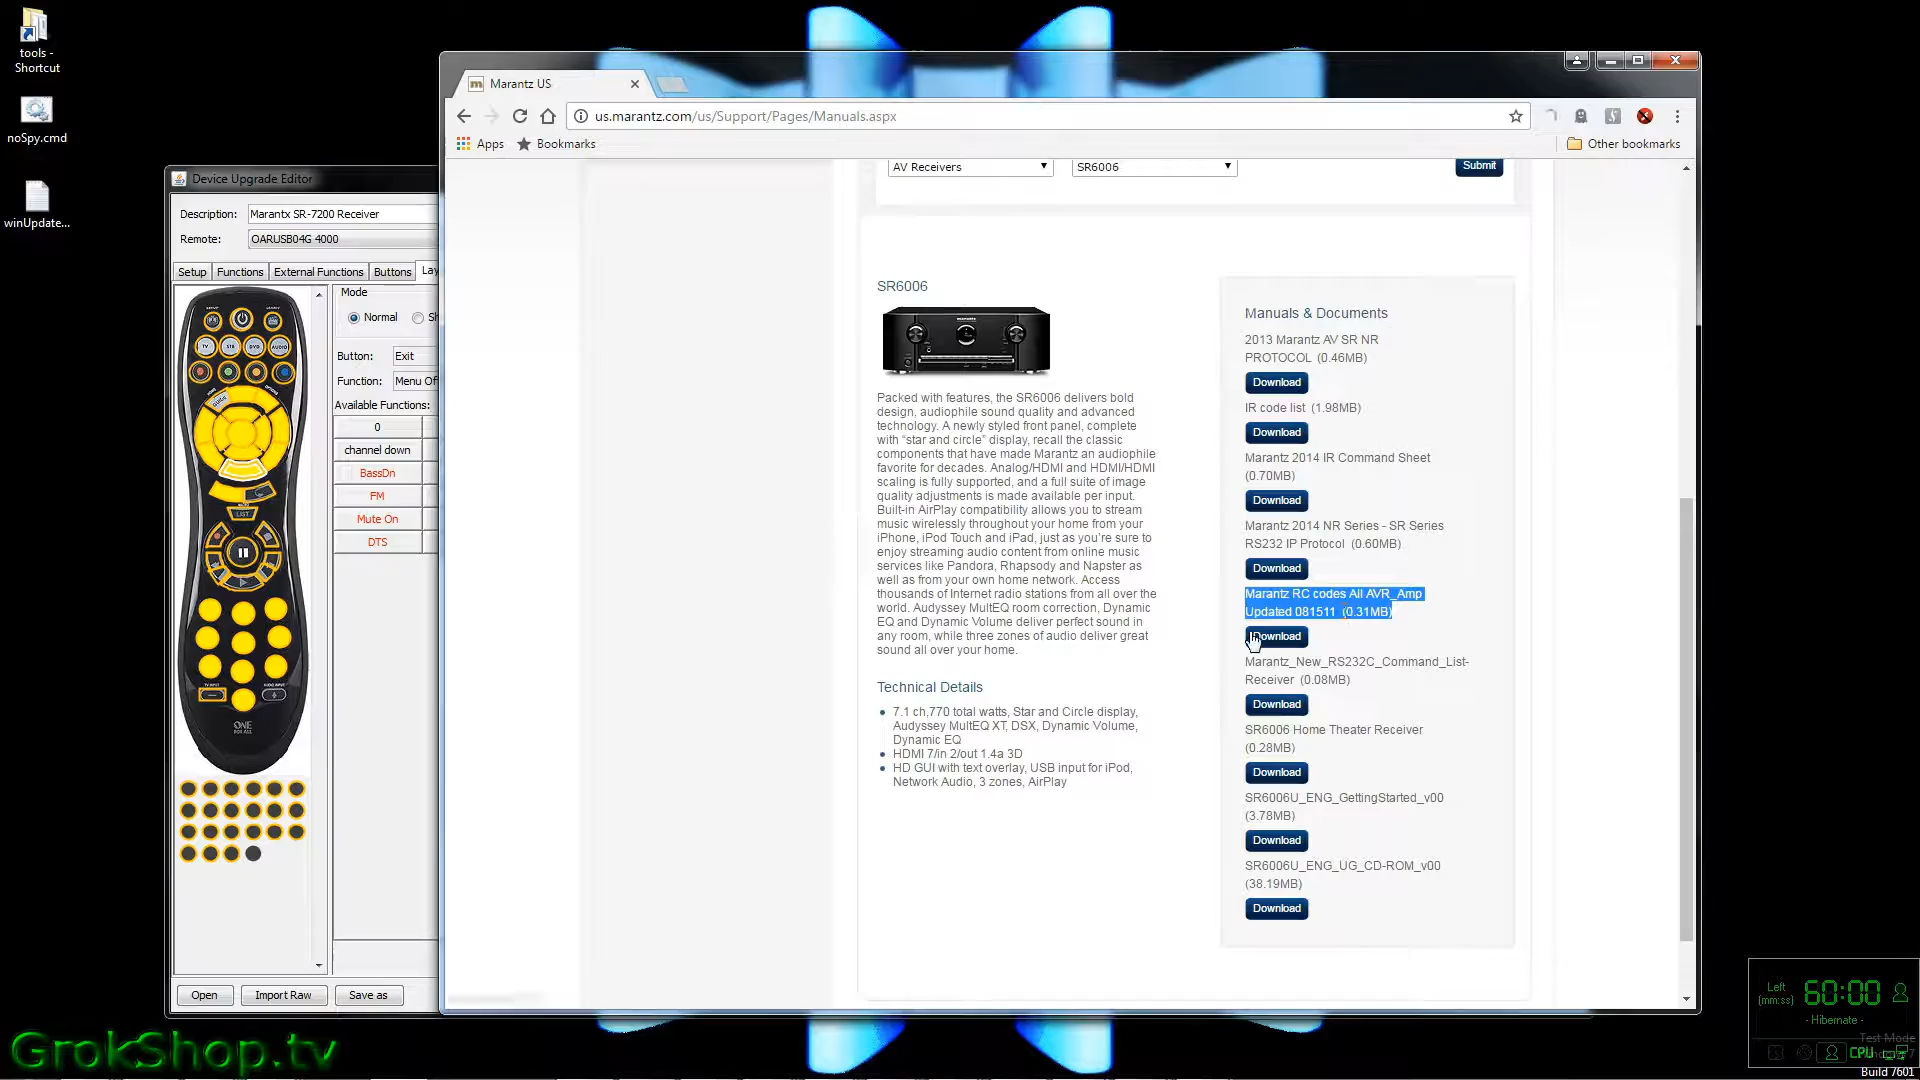 tools -
Shortcut
noSpy.cmd
winUpdate...
Device Upgrade Editor
Description:
Marantx SR-7200 Receiver
Remote:
OARUSB04G 4000
Setup
Functions
External Functions
Buttons
Lay
Mode
Normal
Sh
Button:
Exit
Function:
Menu Of
Available Functions:
0
channel down
BassDn
FM
Mute On
DTS
TV
STB
DVD
AUDIO
LIST
ONE
FOR ALL
Open
Import Raw
Save as
Marantz US
us.marantz.com/us/Support/Pages/Manuals.aspx
Apps
Bookmarks
Other bookmarks
AV Receivers
SR6006
Submit
SR6006
Packed with features, the SR6006 delivers bold
design, audiophile sound quality and advanced
technology. A newly styled front panel, complete
with “star and circle” display, recall the classic
components that have made Marantz an audiophile
favorite for decades. Analog/HDMI and HDMI/HDMI
scaling is fully supported, and a full suite of image
quality adjustments is made available per input.
Built-in AirPlay compatibility allows you to stream
music wirelessly throughout your home from your
iPhone, iPod Touch and iPad, just as you’re sure to
enjoy streaming audio content from online music
services like Pandora, Rhapsody and Napster as
well as from your own home network. Access
thousands of Internet radio stations from all over the
world. Audyssey MultEQ room correction, Dynamic
EQ and Dynamic Volume deliver perfect sound in
any room, while three zones of audio deliver great
sound all over your home.
Technical Details
7.1 ch,770 total watts, Star and Circle display,
Audyssey MultEQ XT, DSX, Dynamic Volume,
Dynamic EQ
HDMI 7/in 2/out 1.4a 3D
HD GUI with text overlay, USB input for iPod,
Network Audio, 3 zones, AirPlay
Manuals & Documents
2013 Marantz AV SR NR
PROTOCOL (0.46MB)
Download
IR code list (1.98MB)
Download
Marantz 2014 IR Command Sheet
(0.70MB)
Download
Marantz 2014 NR Series - SR Series
RS232 IP Protocol (0.60MB)
Download
Marantz RC codes All AVR_Amp
Updated 081511 (0.31MB)
Download
Marantz_New_RS232C_Command_List-
Receiver (0.08MB)
Download
SR6006 Home Theater Receiver
(0.28MB)
Download
SR6006U_ENG_GettingStarted_v00
(3.78MB)
Download
SR6006U_ENG_UG_CD-ROM_v00
(38.19MB)
Download
GrokShop.tv
Left
(mm:ss)
60:00
- Hibernate -
Test Mode
CPU
Build 7601